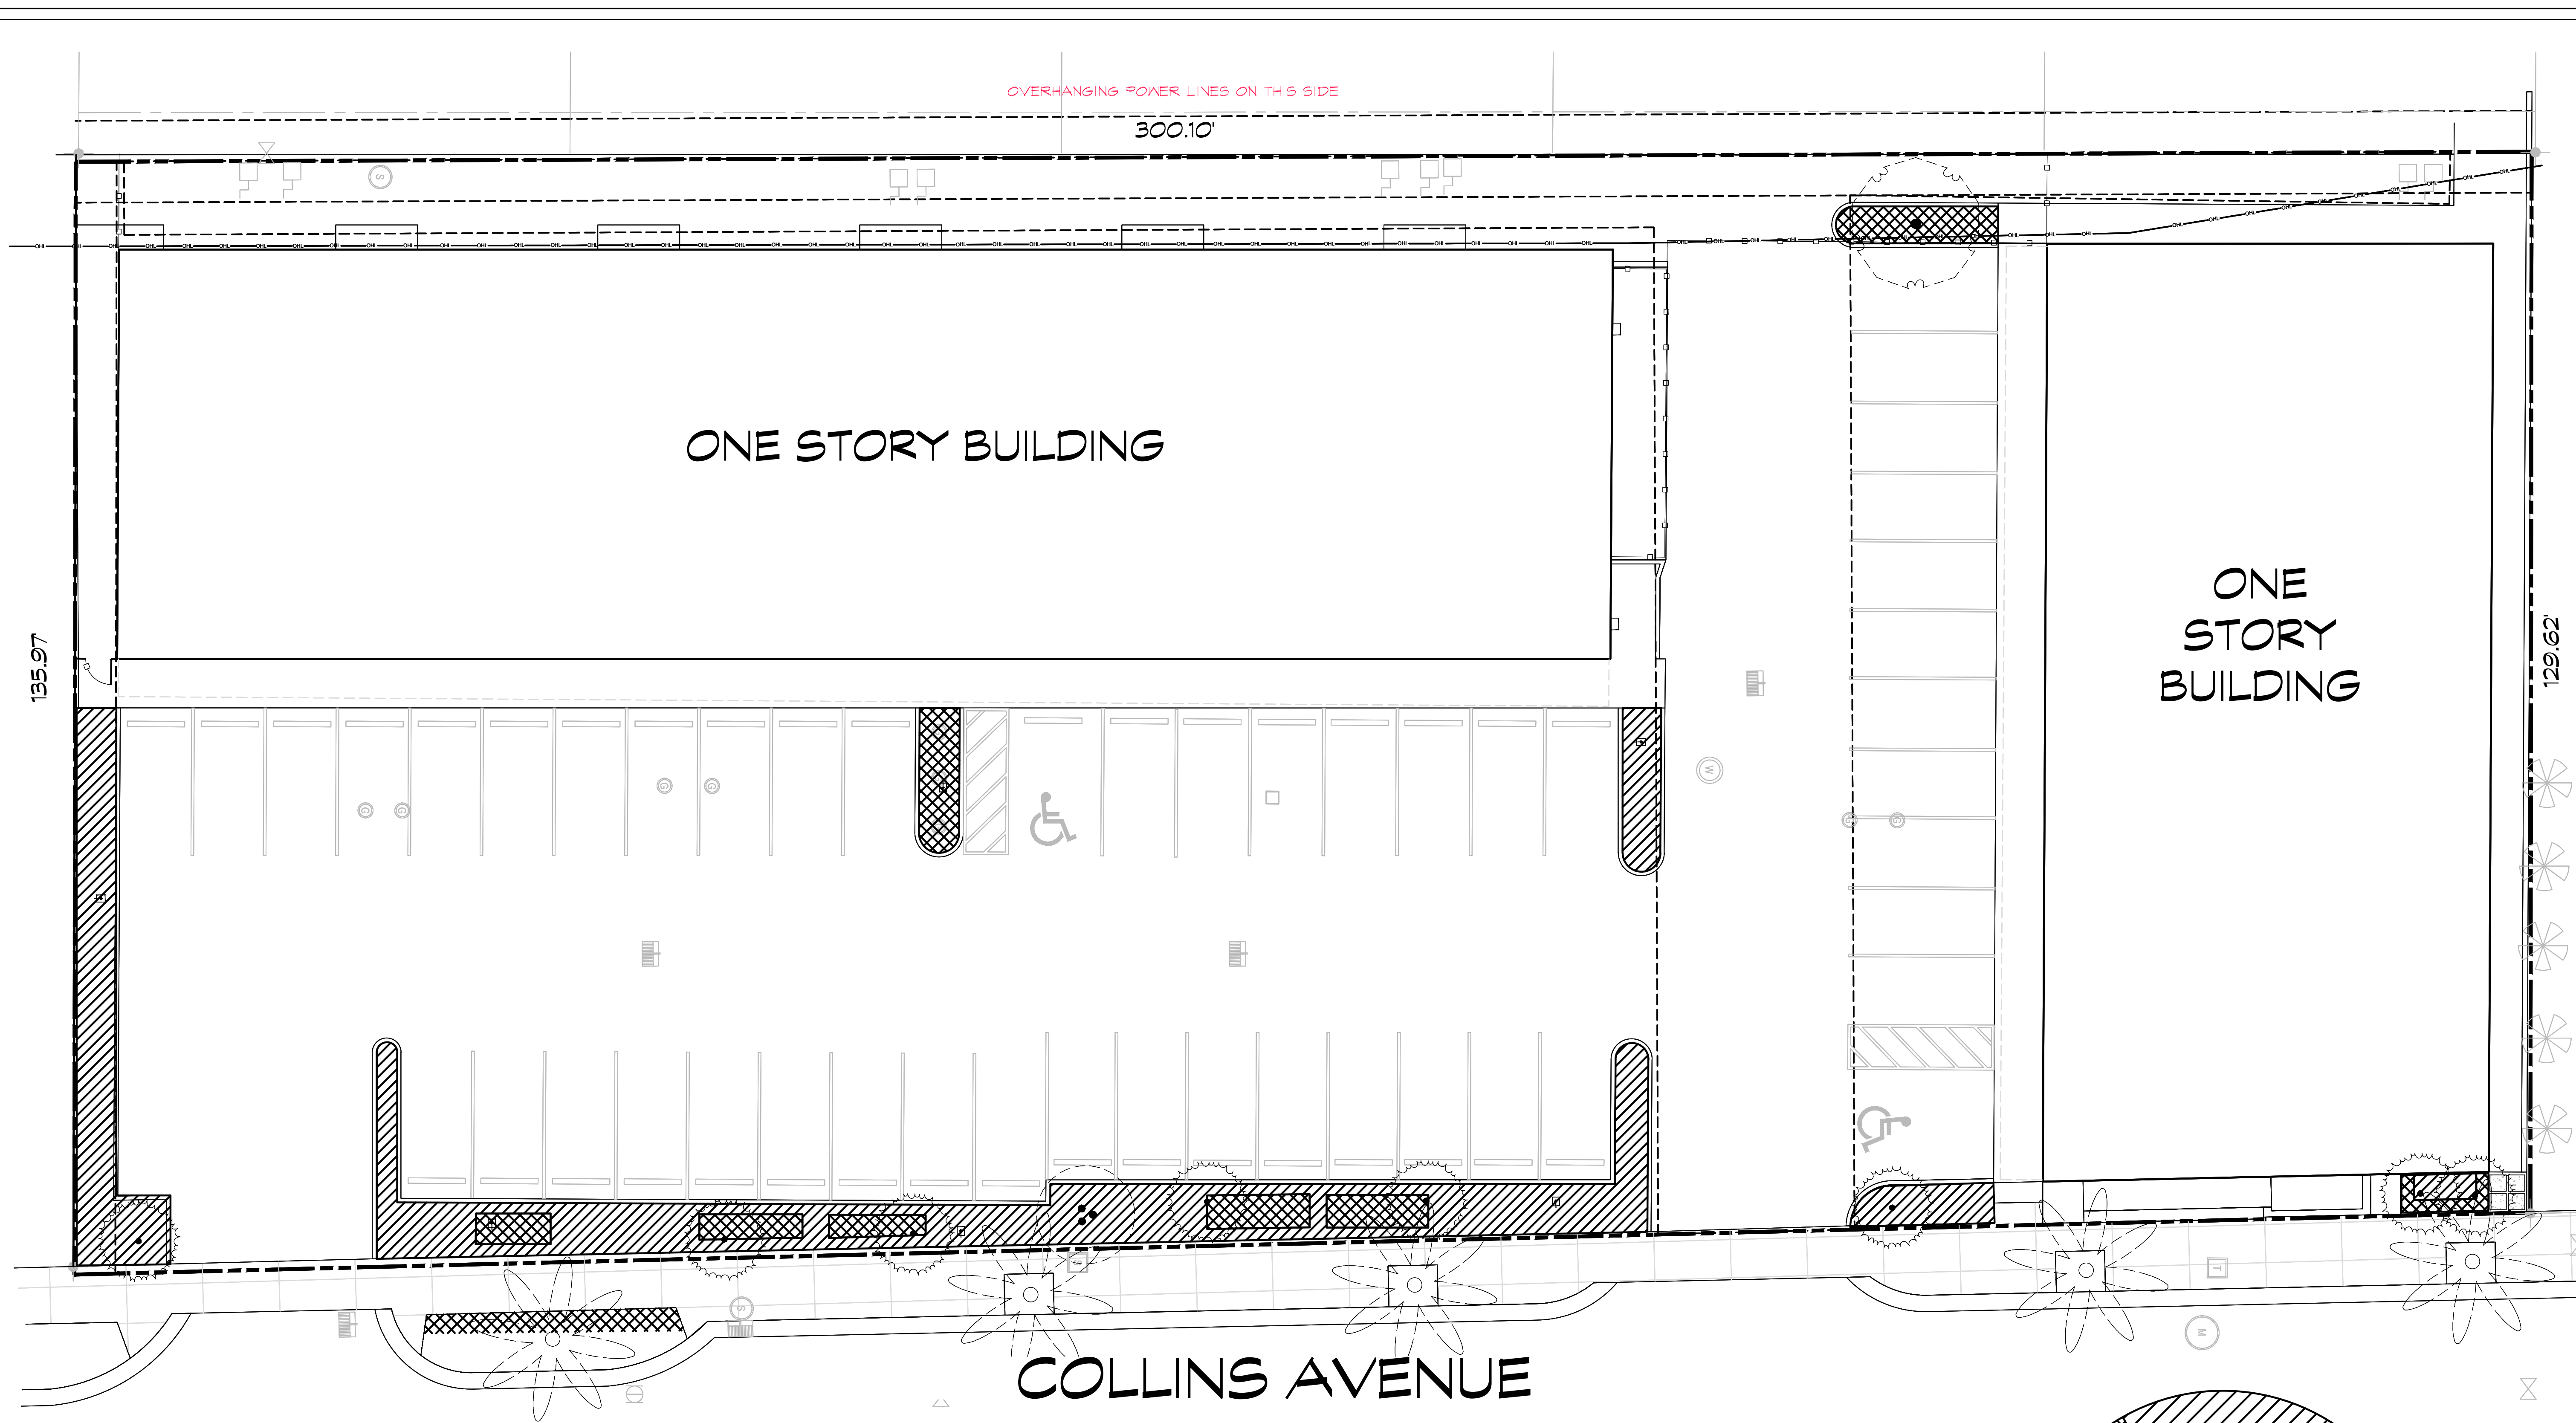 OVERHANGING POWER LINES ON THIS SIDE
300.10'
ONE STORY BUILDING
ONE
STORY
BUILDING
135.97'
129.62'
COLLINS AVENUE
OHL
S
G
G
G
G
W
G
G
S
T
M